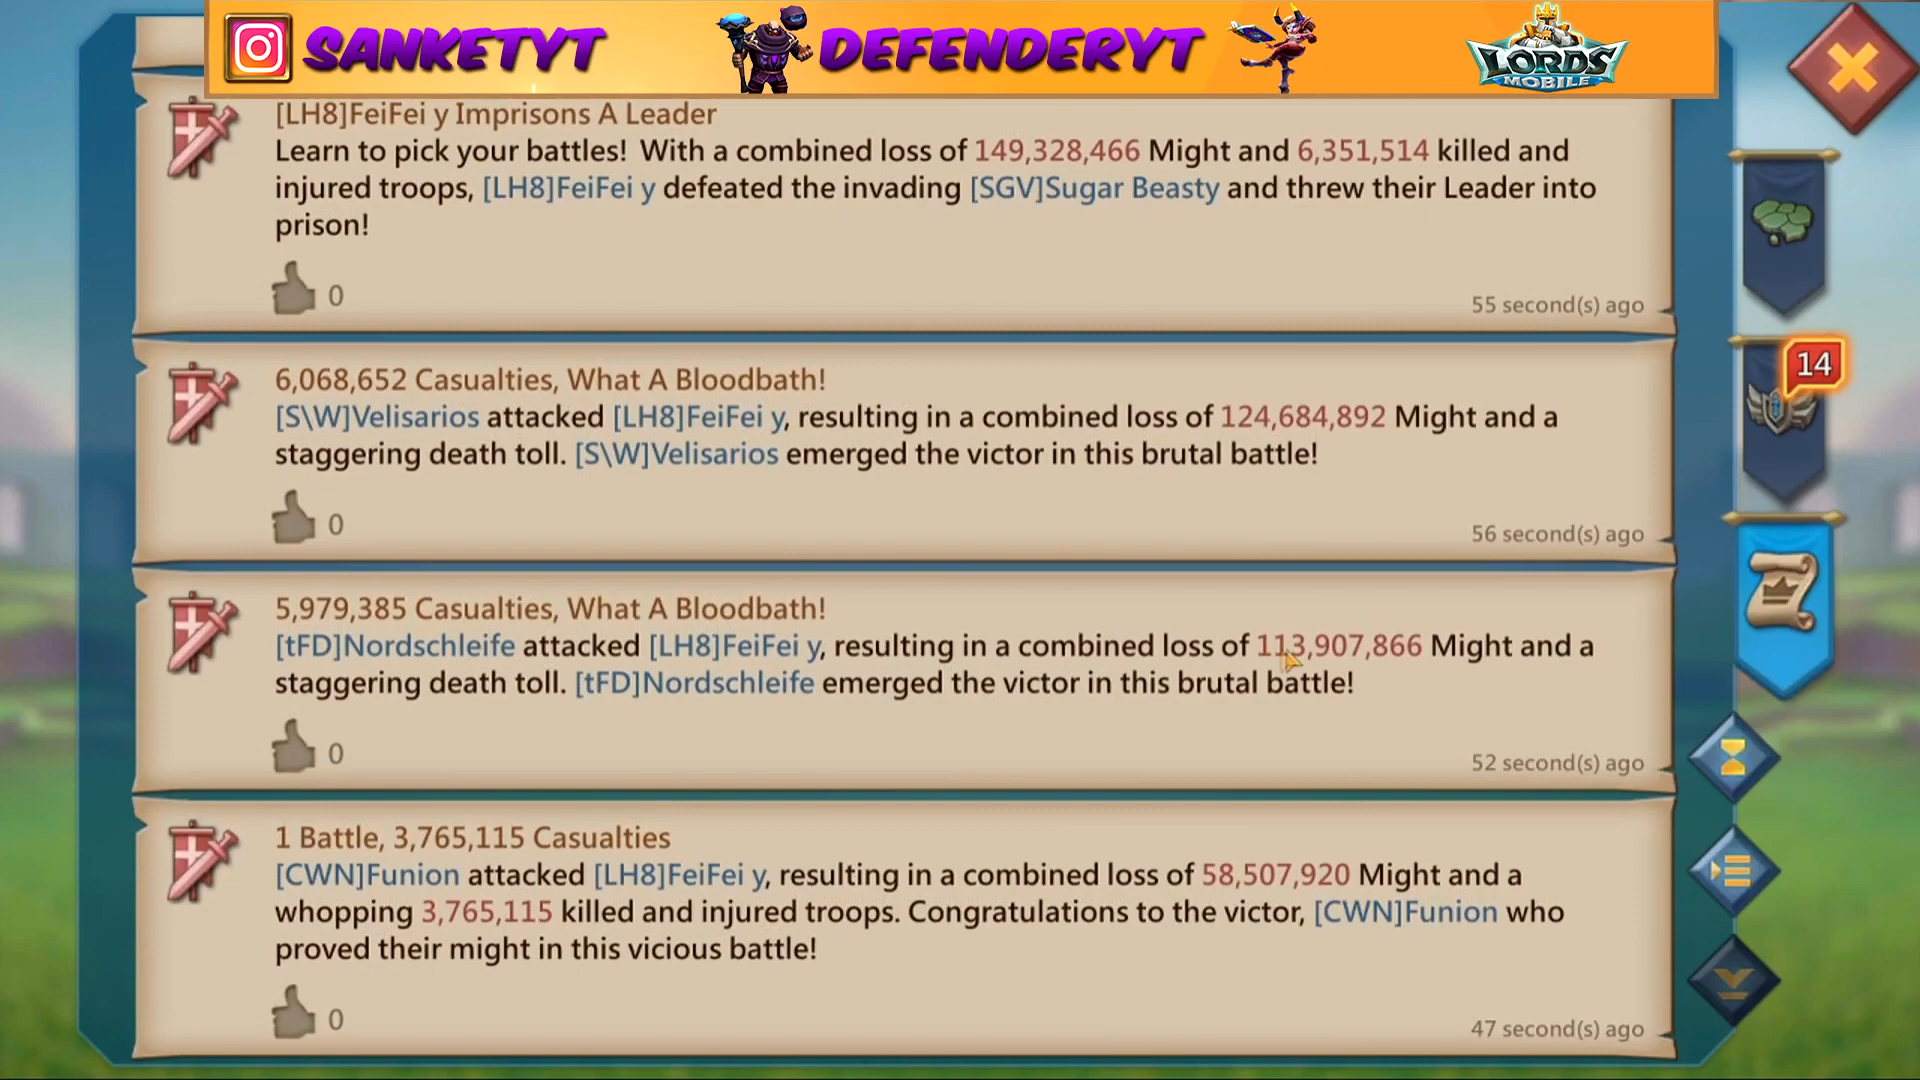 SANKETYT
DEFENDERYT
LORDS
MOBILE
[LH8]FeiFei y Imprisons A Leader
Learn to pick your battles! With a combined loss of 149,328,466 Might and 6,351,514 killed and
injured troops, [LH8]FeiFei y defeated the invading [SGV]Sugar Beasty and threw their Leader into
prison!
0
55 second(s) ago
14
6,068,652 Casualties, What A Bloodbath!
[S\W]Velisarios attacked [LH8]FeiFei y, resulting in a combined loss of 124,684,892 Might and a
staggering death toll. [S\W]Velisarios emerged the victor in this brutal battle!
0
56 second(s) ago
5,979,385 Casualties, What A Bloodbath!
[tFD]Nordschleife attacked [LH8]FeiFei y, resulting in a combined loss of 113,907,866 Might and a
staggering death toll. [tFD]Nordschleife emerged the victor in this brutal battle!
0
52 second(s) ago
1 Battle, 3,765,115 Casualties
[CWN]Funion attacked [LH8]FeiFei y, resulting in a combined loss of 58,507,920 Might and a
whopping 3,765,115 killed and injured troops. Congratulations to the victor, [CWN]Funion who
proved their might in this vicious battle!
0
47 second(s) ago